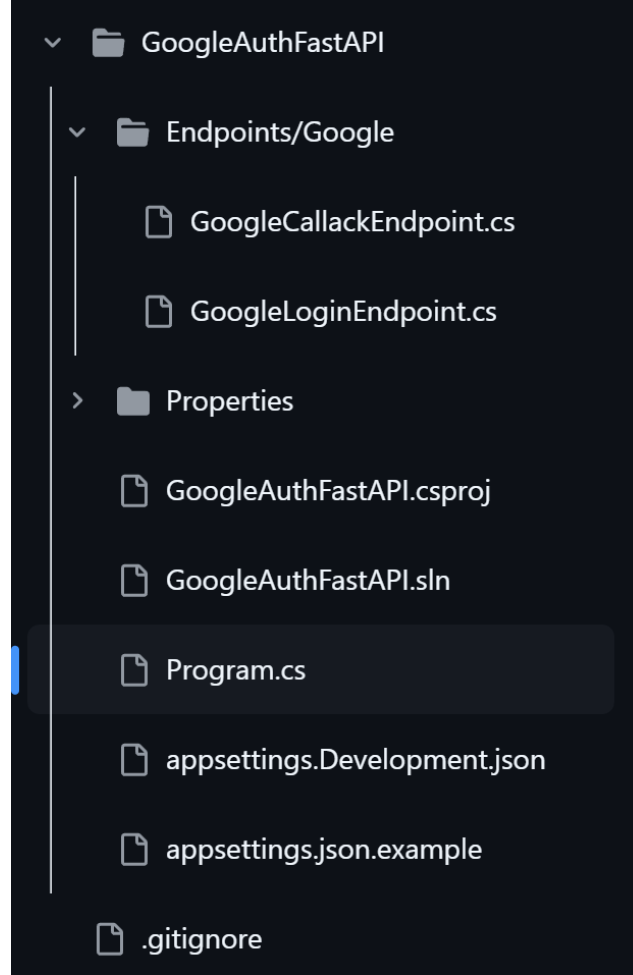 GoogleAuthFastAPI
Endpoints/Google
GoogleCallackEndpoint.cs
GoogleLoginEndpoint.cs
Properties
GoogleAuthFastAPI.csproj
GoogleAuthFastAPI.sln
Program.cs
appsettings.Development.json
appsettings.json.example
.gitignore